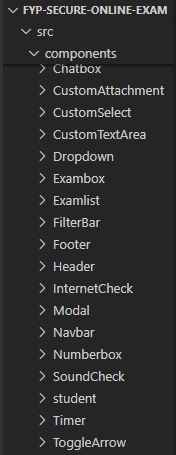 FYP-SECURE-ONLINE-EXAM
src
components
Chatbox
CustomAttachment
CustomSelect
CustomTextArea
Dropdown
Exambox
Examlist
FilterBar
Footer
Header
InternetCheck
Modal
Navbar
Numberbox
SoundCheck
student
Timer
ToggleArrow